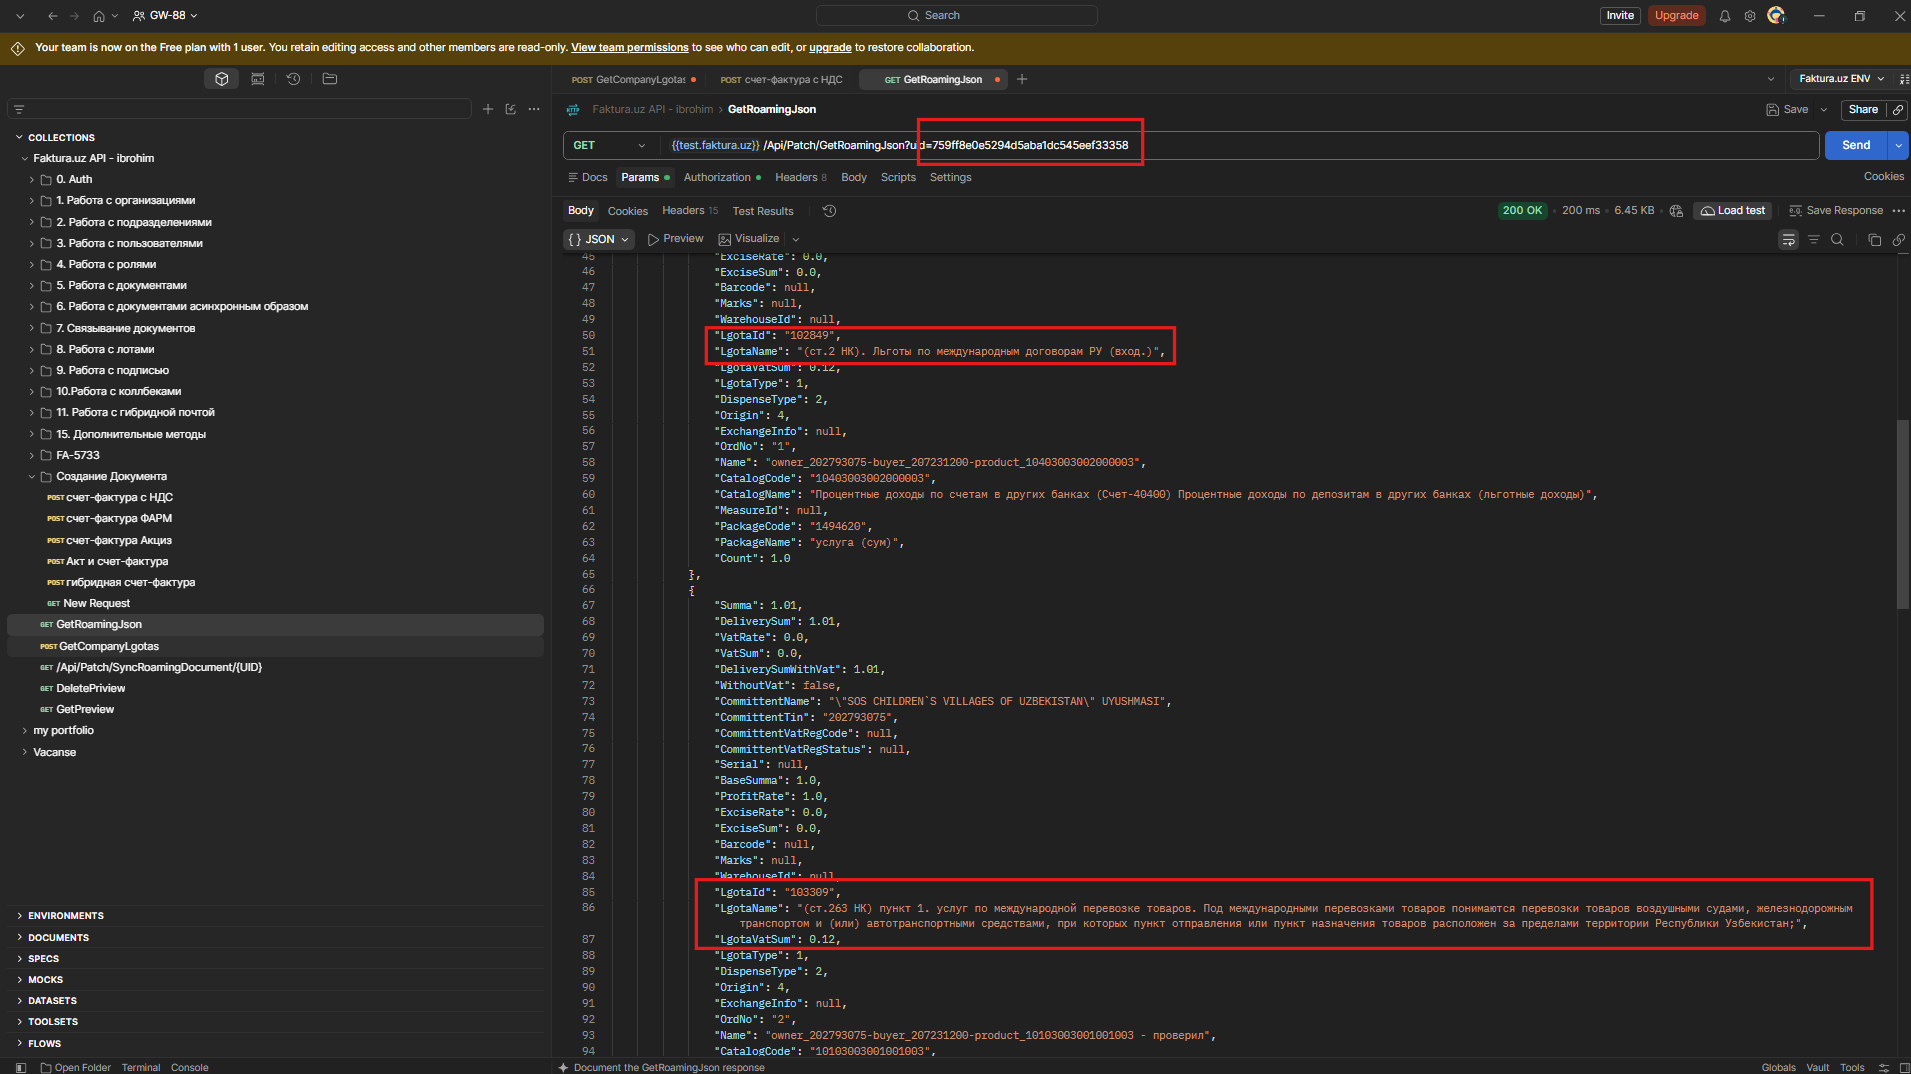 GW-88
Search
Invite
Upgrade
Your team is now on the Free plan with 1 user. You retain editing access and other members are read-only. View team permissions to see who can edit, or upgrade to restore collaboration.
POST GetCompanyLgotas
POST счет-фактура с НДС
GET GetRoamingJson
Faktura.uz ENV
COLLECTIONS
Faktura.uz API - ibrohim
0. Auth
1. Работа с организациями
2. Работа с подразделениями
3. Работа с пользователями
4. Работа с ролями
5. Работа с документами
6. Работа с документами асинхронным образом
7. Связывание документов
8. Работа с лотами
9. Работа с подписью
10.Работа с коллбеками
11. Работа с гибридной почтой
15. Дополнительные методы
FA-5733
Создание Документа
POST счет-фактура с НДС
POST счет-фактура ФАРМ
POST счет-фактура Акциз
POST Акт и счет-фактура
POST гибридная счет-фактура
GET New Request
GET GetRoamingJson
POST GetCompanyLgotas
GET /Api/Patch/SyncRoamingDocument/{UID}
GET DeletePriview
GET GetPreview
my portfolio
Vacanse
ENVIRONMENTS
DOCUMENTS
SPECS
MOCKS
DATASETS
TOOLSETS
FLOWS
HTTP Faktura.uz API - ibrohim > GetRoamingJson
Save
Share
GET
{{test.faktura.uz}} /Api/Patch/GetRoamingJson?uid=759ff8e0e5294d5aba1dc545eef33358
Send
Docs Params Authorization Headers 8 Body Scripts Settings
Cookies
Body Cookies Headers 15 Test Results
200 OK 200 ms 6.45 KB
Load test
Save Response
{ } JSON Preview Visualize
45 "ExciseRate": 0.0,
46 "ExciseSum": 0.0,
47 "Barcode": null,
48 "Marks": null,
49 "WarehouseId": null,
50 "LgotaId": "102849",
51 "LgotaName": "(ст.2 НК). Льготы по международным договорам РУ (вход.)",
52 "LgotaVatSum": 0.12,
53 "LgotaType": 1,
54 "DispenseType": 2,
55 "Origin": 4,
56 "ExchangeInfo": null,
57 "OrdNo": "1",
58 "Name": "owner_202793075-buyer_207231200-product_10403003002000003",
59 "CatalogCode": "10403003002000003",
60 "CatalogName": "Процентные доходы по счетам в других банках (Счет-40400) Процентные доходы по депозитам в других банках (льготные доходы)",
61 "MeasureId": null,
62 "PackageCode": "1494620",
63 "PackageName": "услуга (сум)",
64 "Count": 1.0
65 },
66 {
67 "Summa": 1.01,
68 "DeliverySum": 1.01,
69 "VatRate": 0.0,
70 "VatSum": 0.0,
71 "DeliverySumWithVat": 1.01,
72 "WithoutVat": false,
73 "CommittentName": "\"SOS CHILDREN`S VILLAGES OF UZBEKISTAN\" UYUSHMASI",
74 "CommittentTin": "202793075",
75 "CommittentVatRegCode": null,
76 "CommittentVatRegStatus": null,
77 "Serial": null,
78 "BaseSumma": 1.0,
79 "ProfitRate": 1.0,
80 "ExciseRate": 0.0,
81 "ExciseSum": 0.0,
82 "Barcode": null,
83 "Marks": null,
84 "WarehouseId": null,
85 "LgotaId": "103309",
86 "LgotaName": "(ст.263 НК) пункт 1. услуг по международной перевозке товаров. Под международными перевозками товаров понимаются перевозки товаров воздушными судами, железнодорожным
транспортом и (или) автотранспортными средствами, при которых пункт отправления или пункт назначения товаров расположен за пределами территории Республики Узбекистан;",
87 "LgotaVatSum": 0.12,
88 "LgotaType": 1,
89 "DispenseType": 2,
90 "Origin": 4,
91 "ExchangeInfo": null,
92 "OrdNo": "2",
93 "Name": "owner_202793075-buyer_207231200-product_10103003001001003 - проверил",
94 "CatalogCode": "10103003001001003",
Open Folder Terminal Console
Document the GetRoamingJson response
Globals Vault Tools